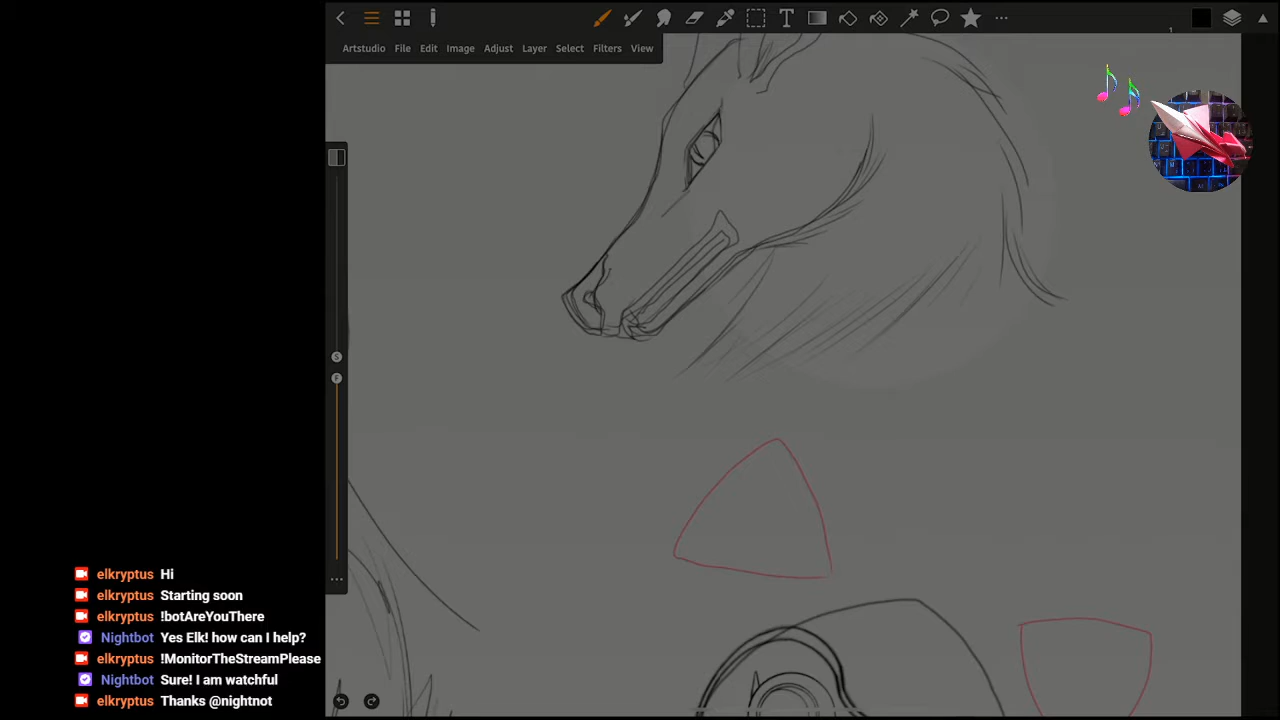 Artstudio File Edit Image Adjust Layer Select Filters View
1
S
F
elkryptus Hi
elkryptus Starting soon
elkryptus !botAreYouThere
Nightbot Yes Elk! how can I help?
elkryptus !MonitorTheStreamPlease
Nightbot Sure! I am watchful
elkryptus Thanks @nightnot